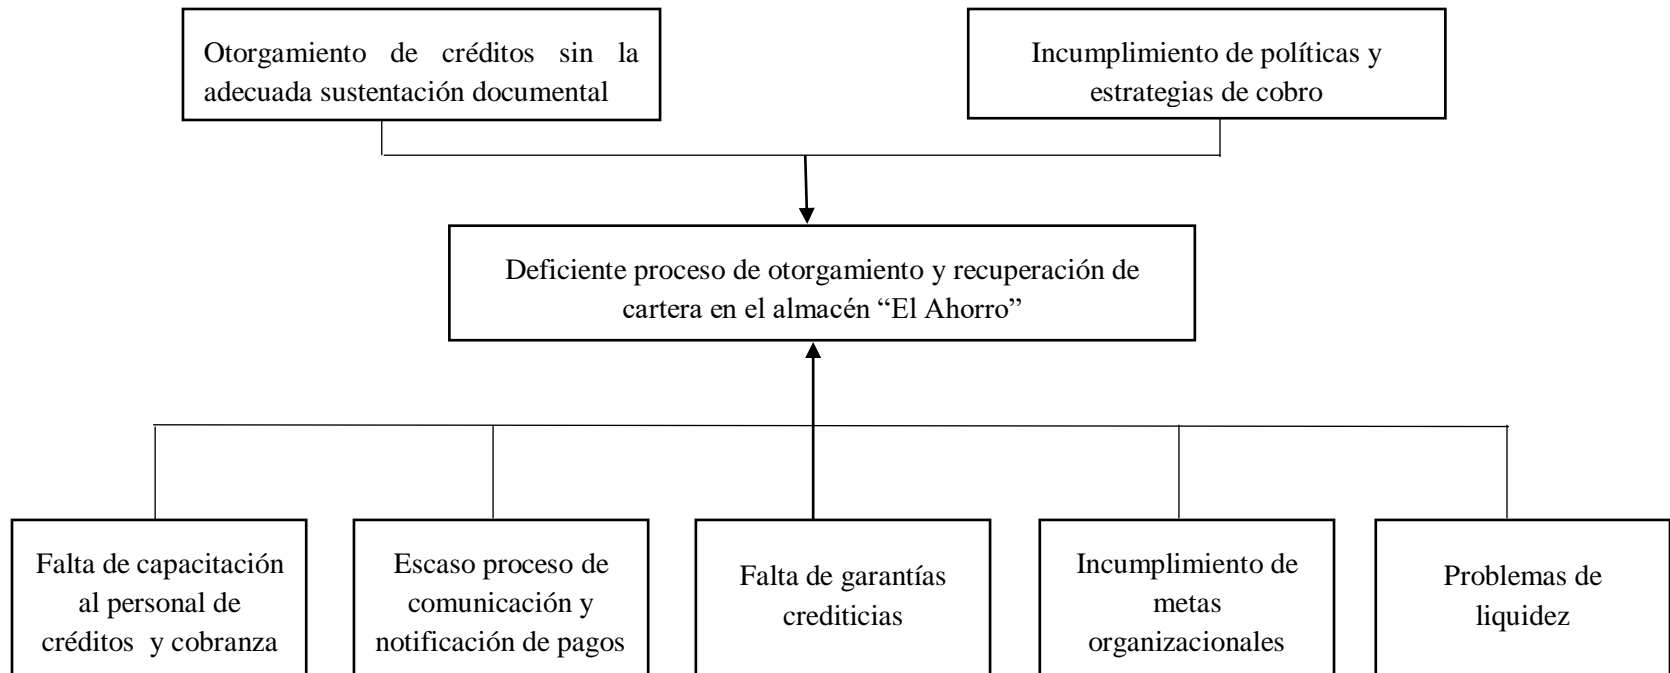 Otorgamiento de créditos sin la
adecuada sustentación documental
Incumplimiento de políticas y
estrategias de cobro
Deficiente proceso de otorgamiento y recuperación de
cartera en el almacén “El Ahorro”
Falta de capacitación
al personal de
créditos y cobranza
Escaso proceso de
comunicación y
notificación de pagos
Falta de garantías
crediticias
Incumplimiento de
metas
organizacionales
Problemas de
liquidez